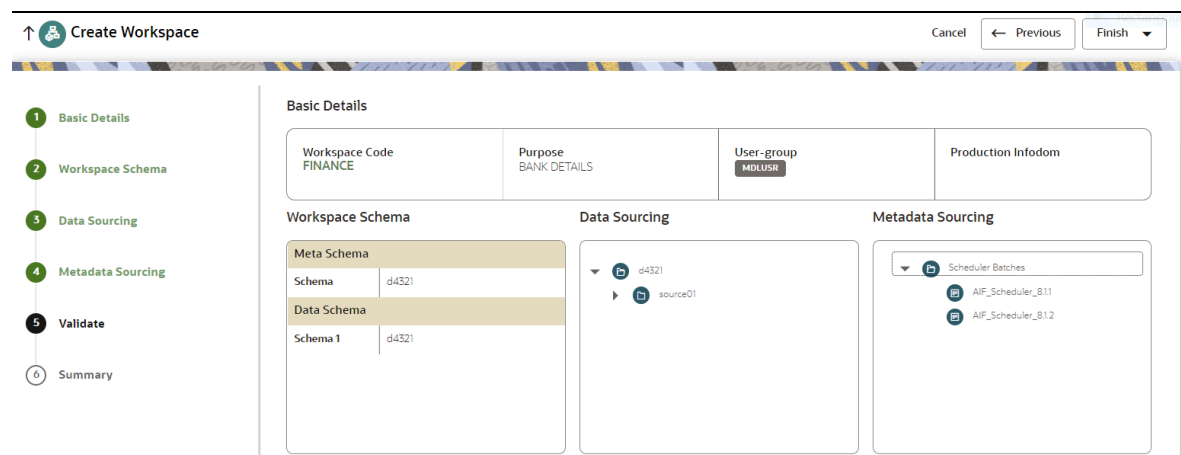 Create Workspace
Cancel
Previous
Finish
1 Basic Details
2 Workspace Schema
3 Data Sourcing
4 Metadata Sourcing
5 Validate
6 Summary
Basic Details
Workspace Code
FINANCE
Purpose
BANK DETAILS
User-group
MDLUSR
Production Infodom
Workspace Schema
Meta Schema
Schema d4321
Data Schema
Schema 1 d4321
Data Sourcing
d4321
source01
Metadata Sourcing
Scheduler Batches
AIF_Scheduler_8.1.1
AIF_Scheduler_8.1.2